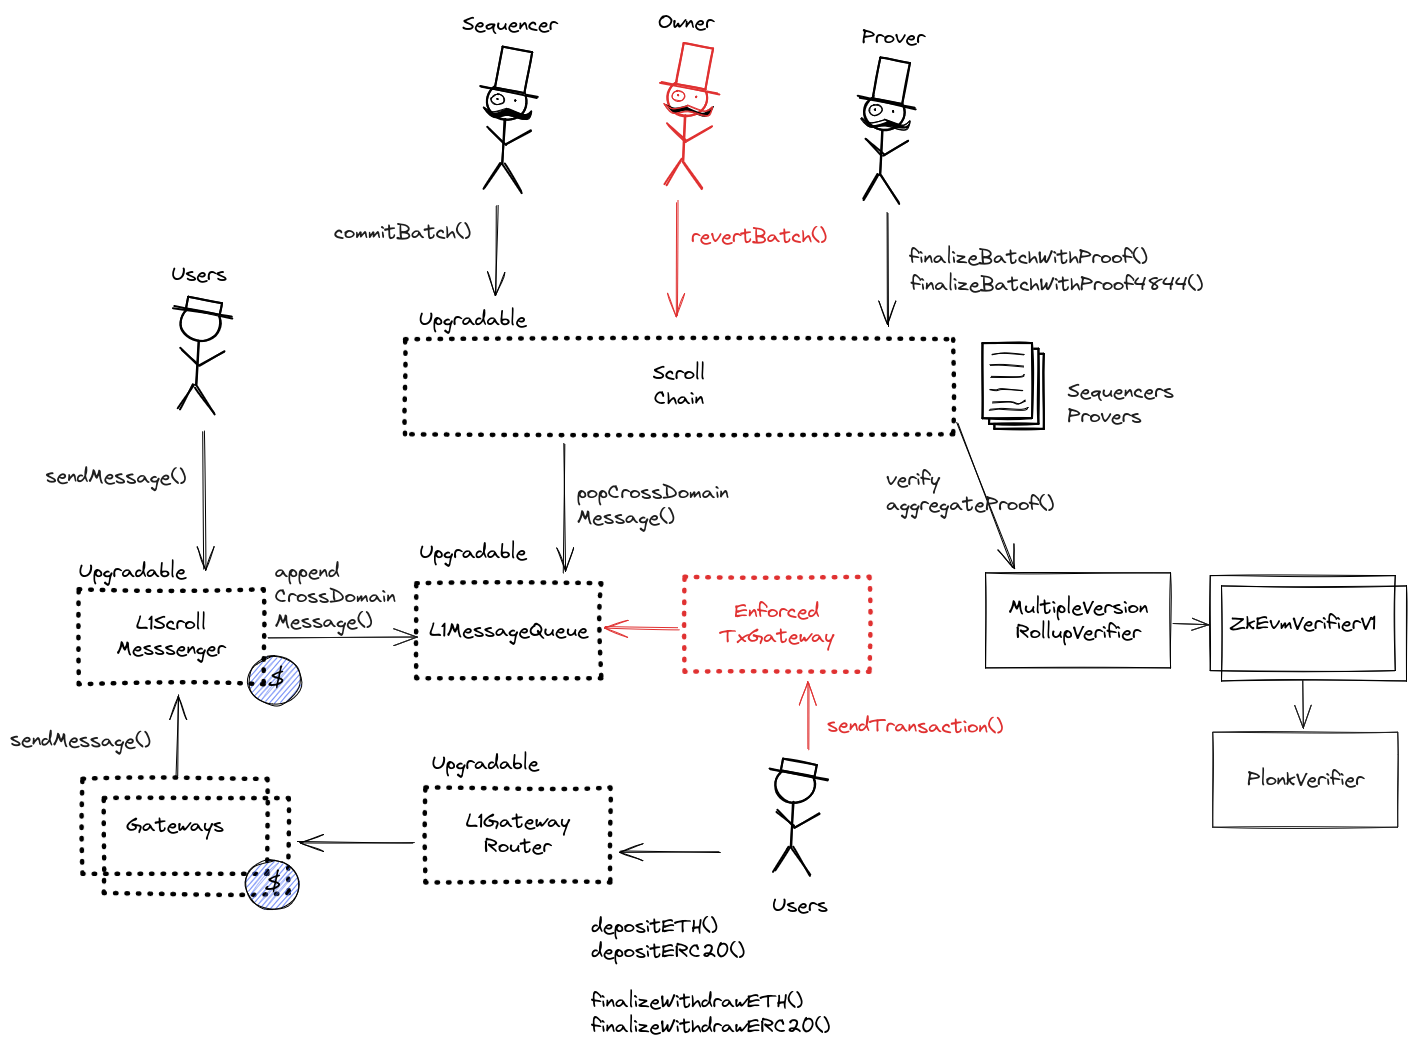 Sequencer
Owner
Prover
commitBatch()
revertBatch()
finalizeBatchWithProof()
finalizeBatchWithProof4844()
Users
Upgradable
Scroll
Chain
Sequencers
Provers
sendMessage()
popCrossDomain
Message()
verify
aggregateProof()
Upgradable
Upgradable
append
CrossDomain
Message()
L1Scroll
Messsenger
$
L1MessageQueue
Enforced
TxGateway
MultipleVersion
RollupVerifier
ZkEvmVerifierV1
sendMessage()
sendTransaction()
Upgradable
PlonkVerifier
Gateways
$
L1Gateway
Router
Users
depositETH()
depositERC20()
finalizeWithdrawETH()
finalizeWithdrawERC20()